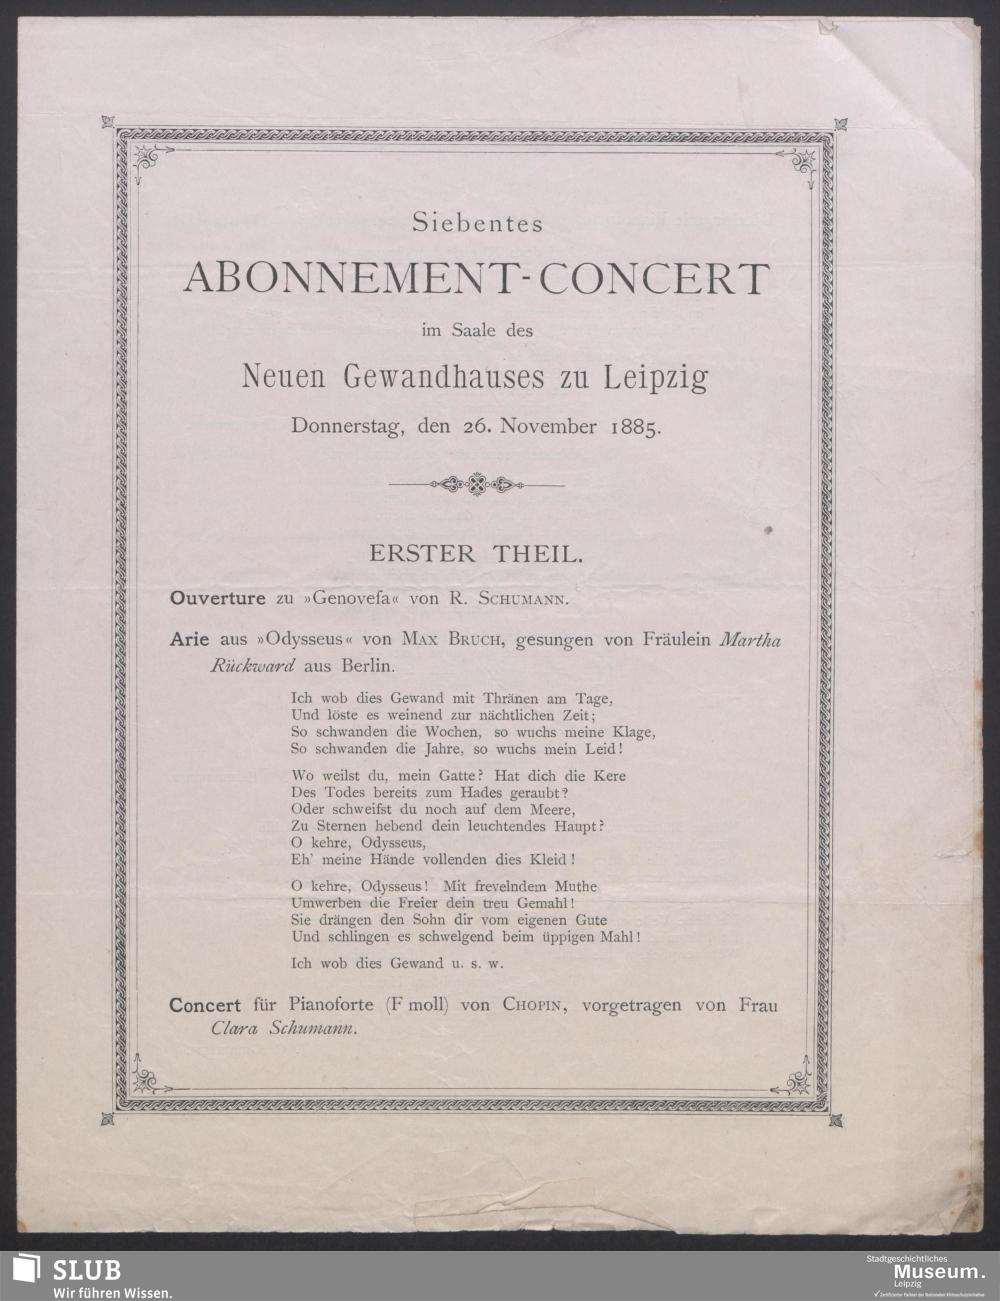 Siebentes
ABONNEMENT-CONCERT
im Saale des
Neuen Gewandhauses zu Leipzig
Donnerstag, den 26. November 1885.
ERSTER THEIL.
Ouverture zu »Genovefa« von R. SCHUMANN.
Arie aus »Odysseus« von MAX BRUCH, gesungen von Fräulein Martha
Rückward aus Berlin.
Ich wob dies Gewand mit Thränen am Tage,
Und löste es weinend zur nächtlichen Zeit;
So schwanden die Wochen, so wuchs meine Klage,
So schwanden die Jahre, so wuchs mein Leid!
Wo weilst du, mein Gatte? Hat dich die Kere
Des Todes bereits zum Hades geraubt?
Oder schweifst du noch auf dem Meere,
Zu Sternen hebend dein leuchtendes Haupt?
O kehre, Odysseus,
Eh' meine Hände vollenden dies Kleid!
O kehre, Odysseus! Mit frevelndem Muthe
Umwerben die Freier dein treu Gemahl!
Sie drängen den Sohn dir vom eigenen Gute
Und schlingen es schwelgend beim üppigen Mahl!
Ich wob dies Gewand u. s. w.
Concert für Pianoforte (F moll) von CHOPIN, vorgetragen von Frau
Clara Schumann.
SLUB
Wir führen Wissen.
Stadtgeschichtliches
Museum.
Leipzig
Zertifizierter Partner der Nationalen Klimaschutzinitiative